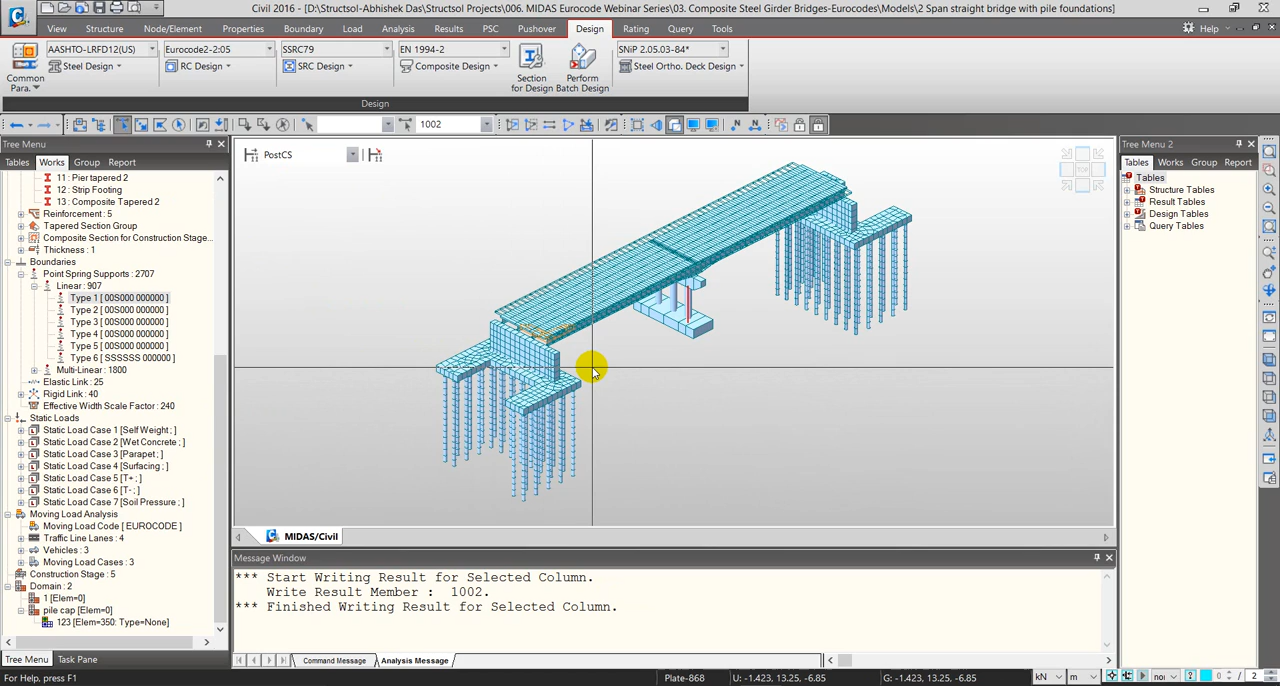 Civil 2016 - [D:\Structsol-Abhishek Das\Structsol Projects\006. MIDAS Eurocode Webinar Series\03. Composite Steel Girder Bridges-Eurocodes\Models\2 Span straight bridge with pile foundations]
View Structure Node/Element Properties Boundary Load Analysis Results PSC Pushover Design Rating Query Tools Help
AASHTO-LRFD12(US) Eurocode2-2:05 SSRC79 EN 1994-2 SNiP 2.05.03-84*
Steel Design RC Design SRC Design Composite Design Steel Ortho. Deck Design
Common Para.
Section for Design
Perform Batch Design
Design
1002
Tree Menu
Tables Works Group Report
11 : Pier tapered 2
12 : Strip Footing
13 : Composite Tapered 2
Reinforcement : 5
Tapered Section Group
Composite Section for Construction Stage...
Thickness : 1
Boundaries
Point Spring Supports : 2707
Linear : 907
Type 1 [ 00S000 000000 ]
Type 2 [ 00S000 000000 ]
Type 3 [ 00S000 000000 ]
Type 4 [ 00S000 000000 ]
Type 5 [ 00S000 000000 ]
Type 6 [ SSSSSS 000000 ]
Multi-Linear : 1800
Elastic Link : 25
Rigid Link : 40
Effective Width Scale Factor : 240
Static Loads
Static Load Case 1 [Self Weight ; ]
Static Load Case 2 [Wet Concrete ; ]
Static Load Case 3 [Parapet ; ]
Static Load Case 4 [Surfacing ; ]
Static Load Case 5 [T+ ; ]
Static Load Case 6 [T- ; ]
Static Load Case 7 [Soil Pressure ; ]
Moving Load Analysis
Moving Load Code [ EUROCODE ]
Traffic Line Lanes : 4
Vehicles : 3
Moving Load Cases : 3
Construction Stage : 5
Domain : 2
1 [Elem=0]
pile cap [Elem=0]
123 [Elem=350: Type=None]
Tree Menu Task Pane
PostCS
TOP
MIDAS/Civil
Message Window
*** Start Writing Result for Selected Column.
Write Result Member : 1002.
*** Finished Writing Result for Selected Column.
Command Message Analysis Message
Tree Menu 2
Tables Works Group Report
Tables
Structure Tables
Result Tables
Design Tables
Query Tables
For Help, press F1
Plate-868
U: -1.423, 13.25, -6.85
G: -1.423, 13.25, -6.85
kN m non 0 / 2